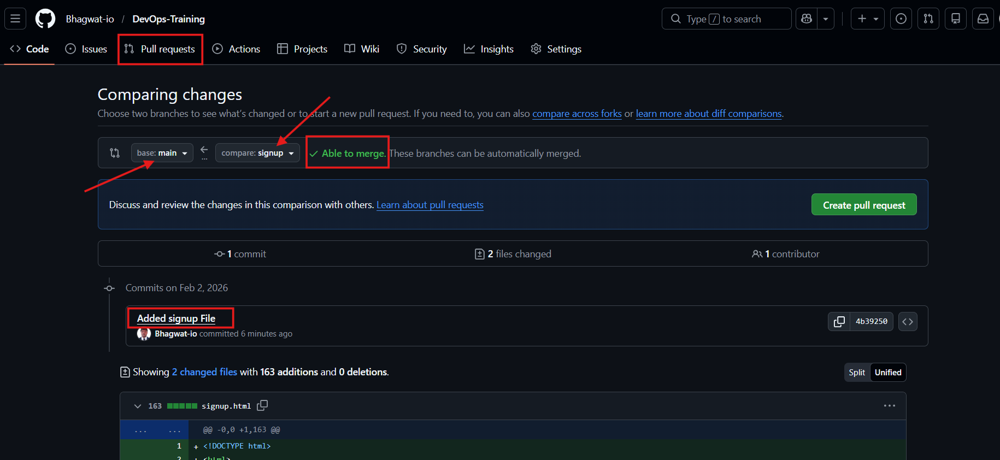 Bhagwat-io / DevOps-Training
Type / to search
Code Issues Pull requests Actions Projects Wiki Security Insights Settings
Comparing changes
Choose two branches to see what's changed or to start a new pull request. If you need to, you can also compare across forks or learn more about diff comparisons.
base: main ← compare: signup ✓ Able to merge. These branches can be automatically merged.
Discuss and review the changes in this comparison with others. Learn about pull requests
Create pull request
1 commit 2 files changed 1 contributor
Commits on Feb 2, 2026
Added signup File
Bhagwat-io committed 6 minutes ago
4b39250
Showing 2 changed files with 163 additions and 0 deletions.
Split Unified
163 signup.html
... ... @@ -0,0 +1,163 @@
1 + <!DOCTYPE html>
2 + <html>